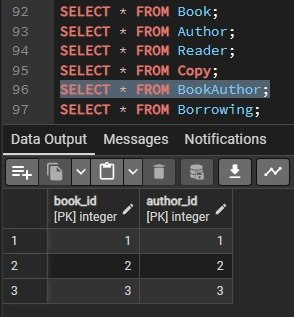 92 SELECT * FROM Book;
93 SELECT * FROM Author;
94 SELECT * FROM Reader;
95 SELECT * FROM Copy;
96 SELECT * FROM BookAuthor;
97 SELECT * FROM Borrowing;
Data Output Messages Notifications
book_id author_id
[PK] integer [PK] integer
1 1 1
2 2 2
3 3 3